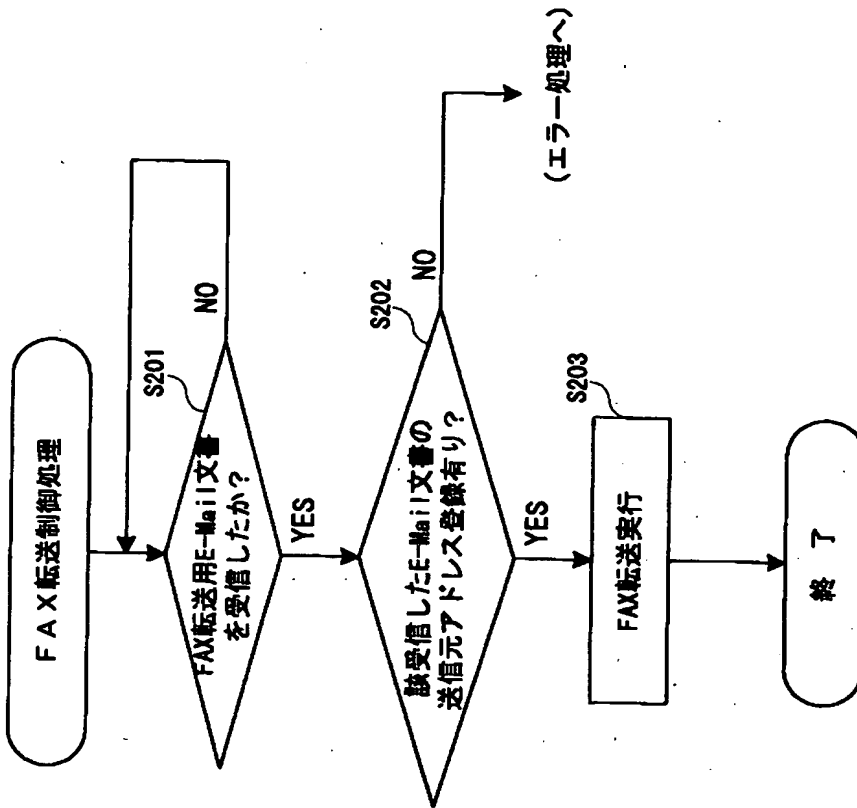 FAX転送制御処理
S201
FAX転送用E-Mail文書
を受信したか?
NO
YES
S202
該受信したE-Mail文書の
送信元アドレス登録有り?
NO
(エラー処理へ)
YES
S203
FAX転送実行
終了